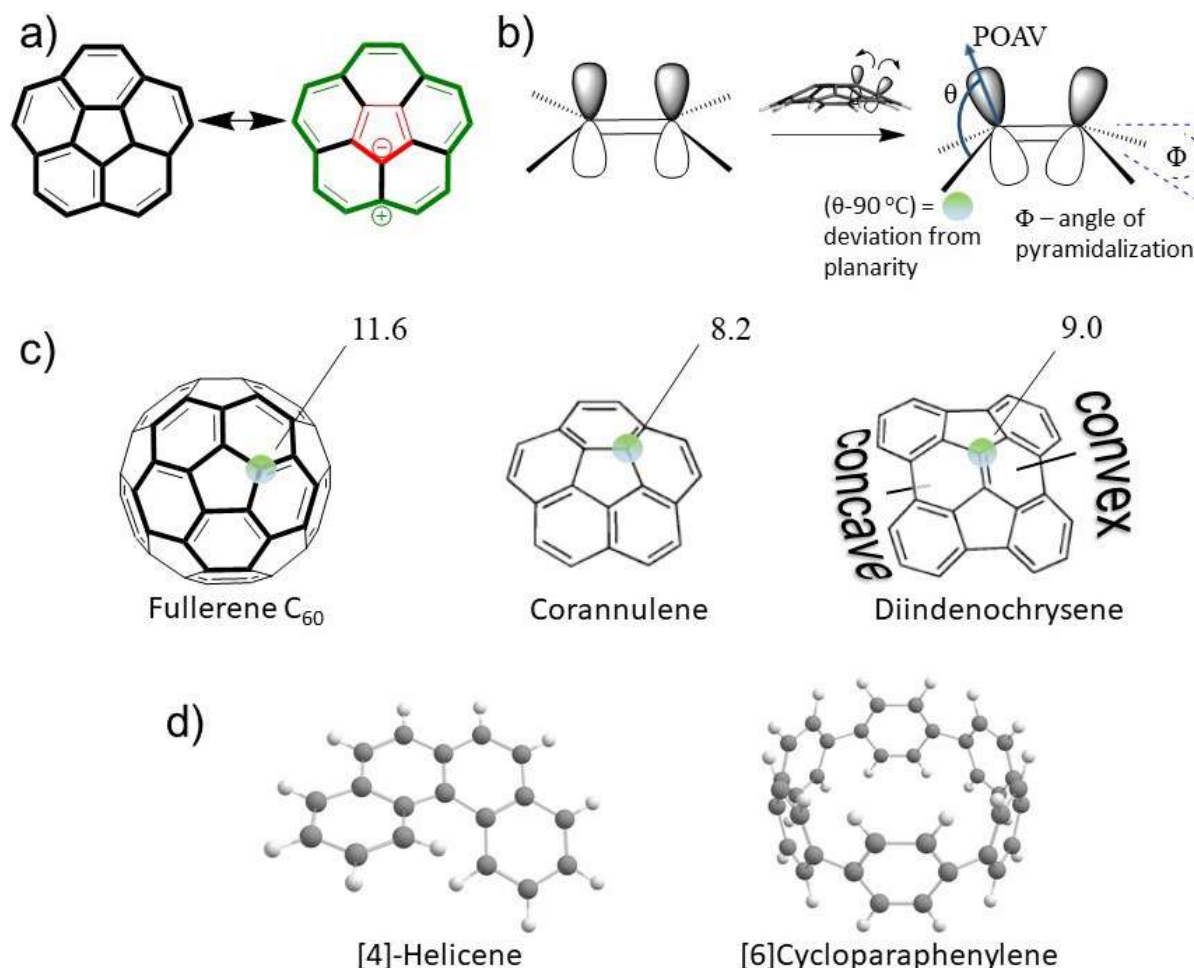 a)
⊖
⊕
b)
POAV
θ
Φ
(θ-90 °C) =
deviation from
planarity
Φ – angle of
pyramidalization
c)
11.6
8.2
9.0
concave
convex
Fullerene C₆₀
Corannulene
Diindenochrysene
d)
[4]-Helicene
[6]Cycloparaphenylene